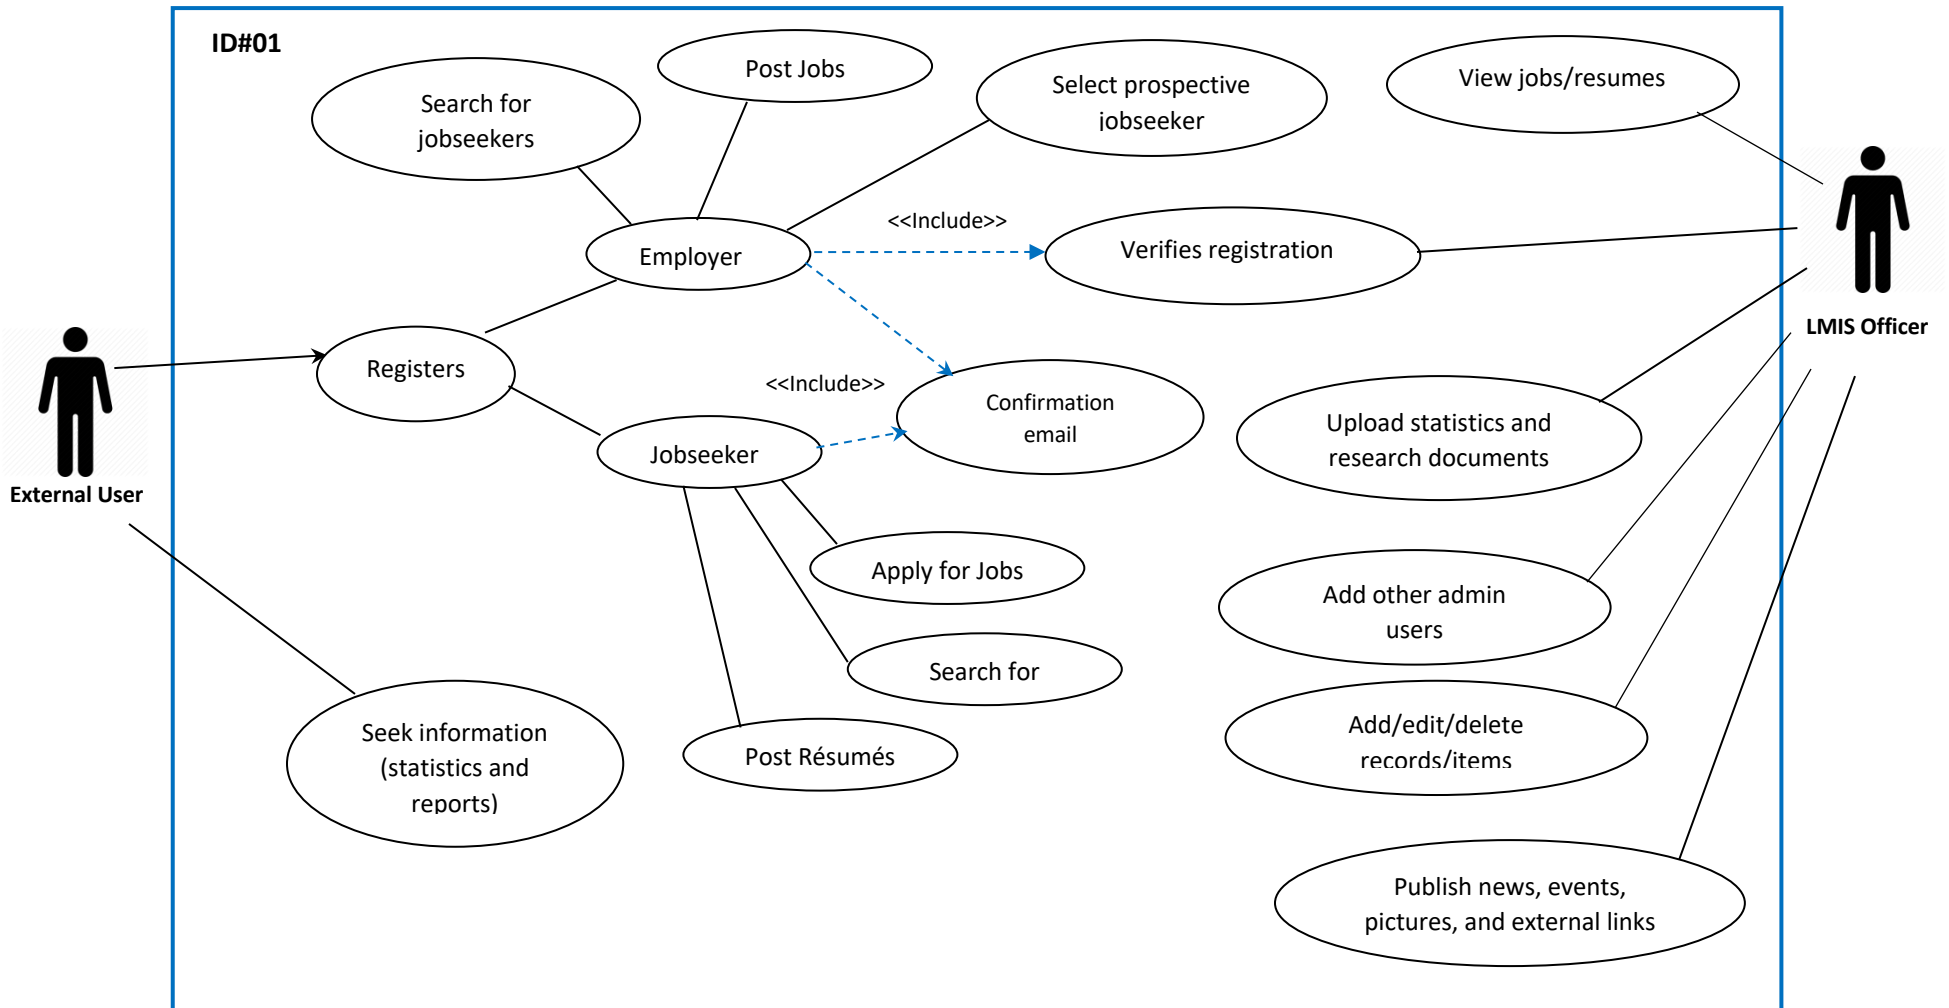 ID#01
Post Jobs
Search for
jobseekers
Select prospective
jobseeker
View jobs/resumes
<<Include>>
Employer
Verifies registration
LMIS Officer
Registers
<<Include>>
Confirmation
email
Jobseeker
Upload statistics and
research documents
External User
Apply for Jobs
Add other admin
users
Search for
Seek information
(statistics and
reports)
Post Résumés
Add/edit/delete
records/items
Publish news, events,
pictures, and external links